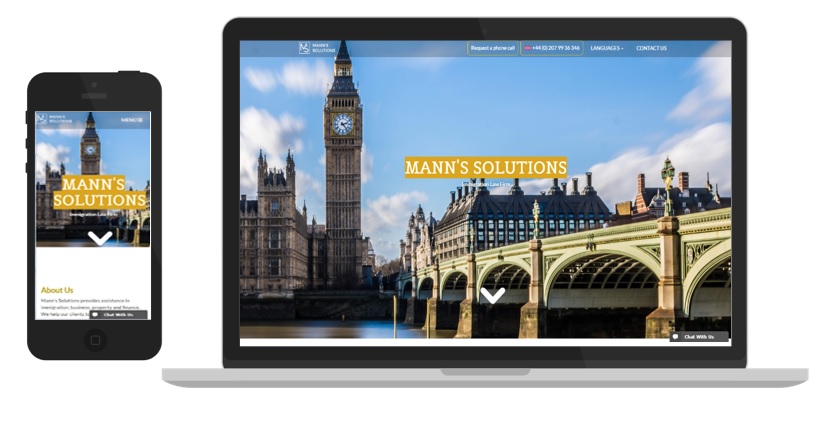 MANN'S
SOLUTIONS
MENU
MANN'S
SOLUTIONS
Immigration Law Firm
About Us
Mann's Solutions provides assistance in
immigration, business, property and finance.
We help our clients
Chat With Us
MANN'S
SOLUTIONS
Request a phone call
+44 (0) 207 99 36 346
LANGUAGES
CONTACT US
MANN'S SOLUTIONS
Immigration Law Firm
Chat With Us